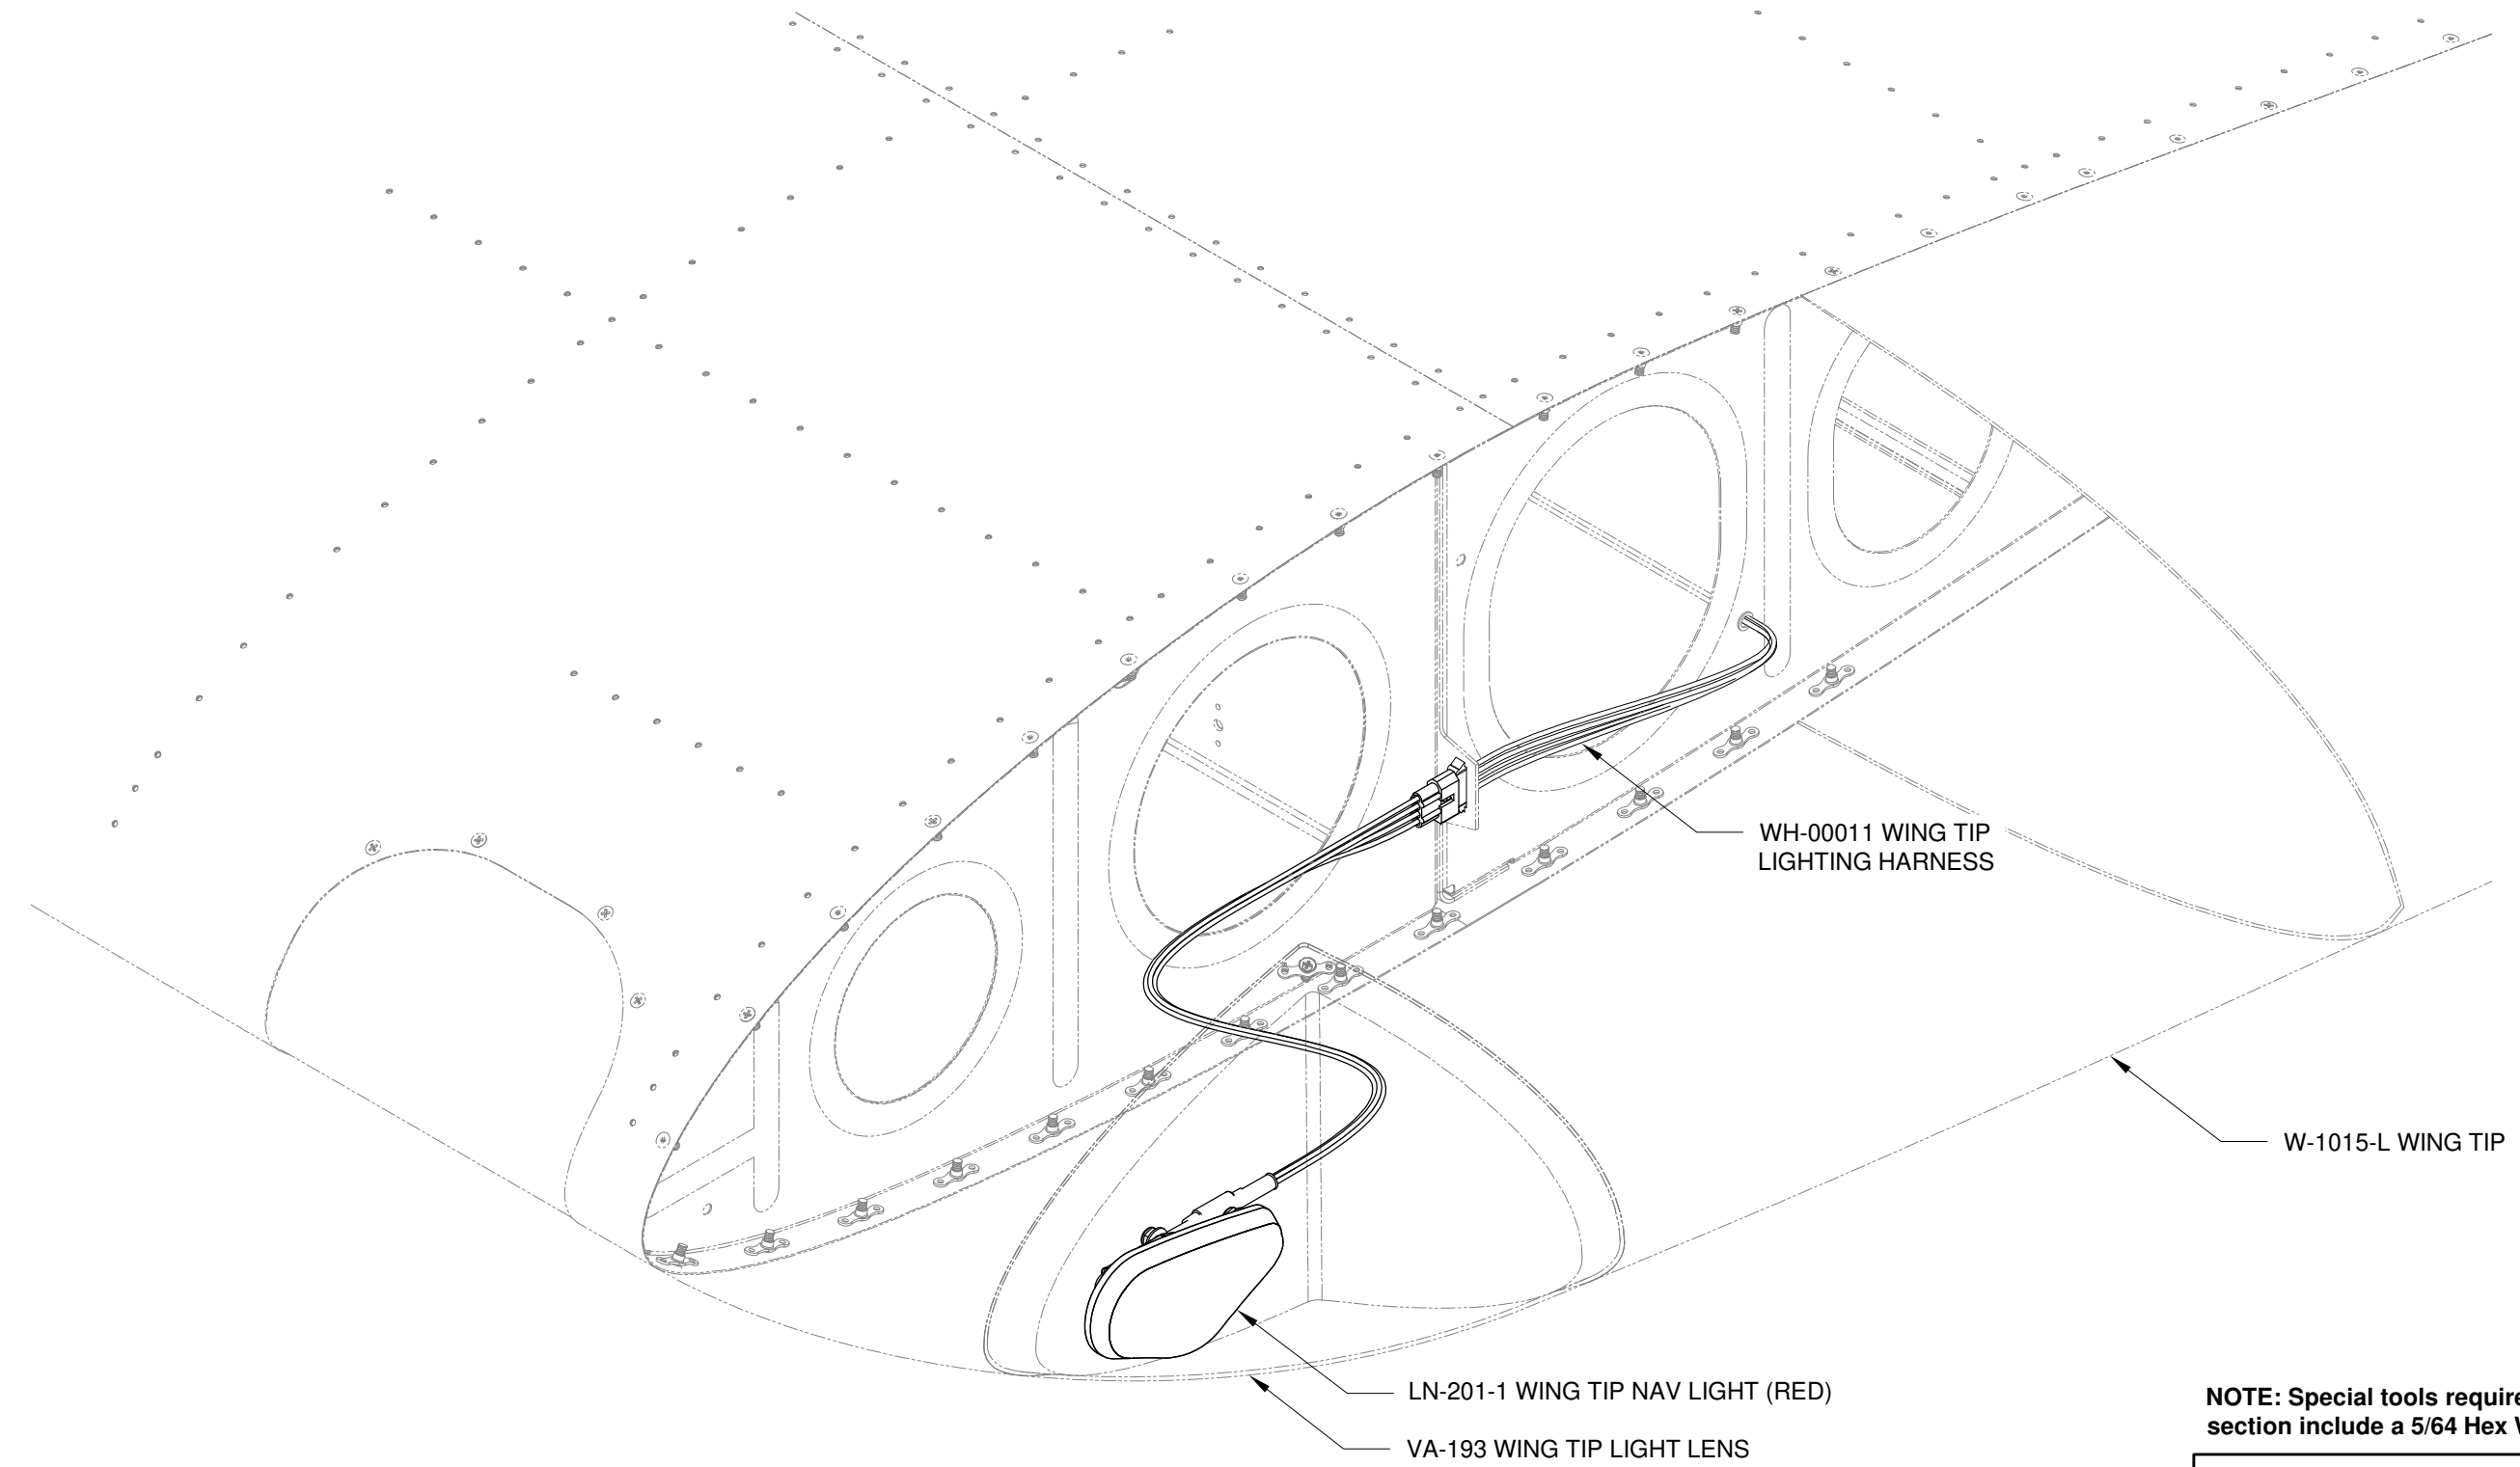 WH-00011 WING TIP
LIGHTING HARNESS
W-1015-L WING TIP
LN-201-1 WING TIP NAV LIGHT (RED)
VA-193 WING TIP LIGHT LENS
NOTE: Special tools require
section include a 5/64 Hex